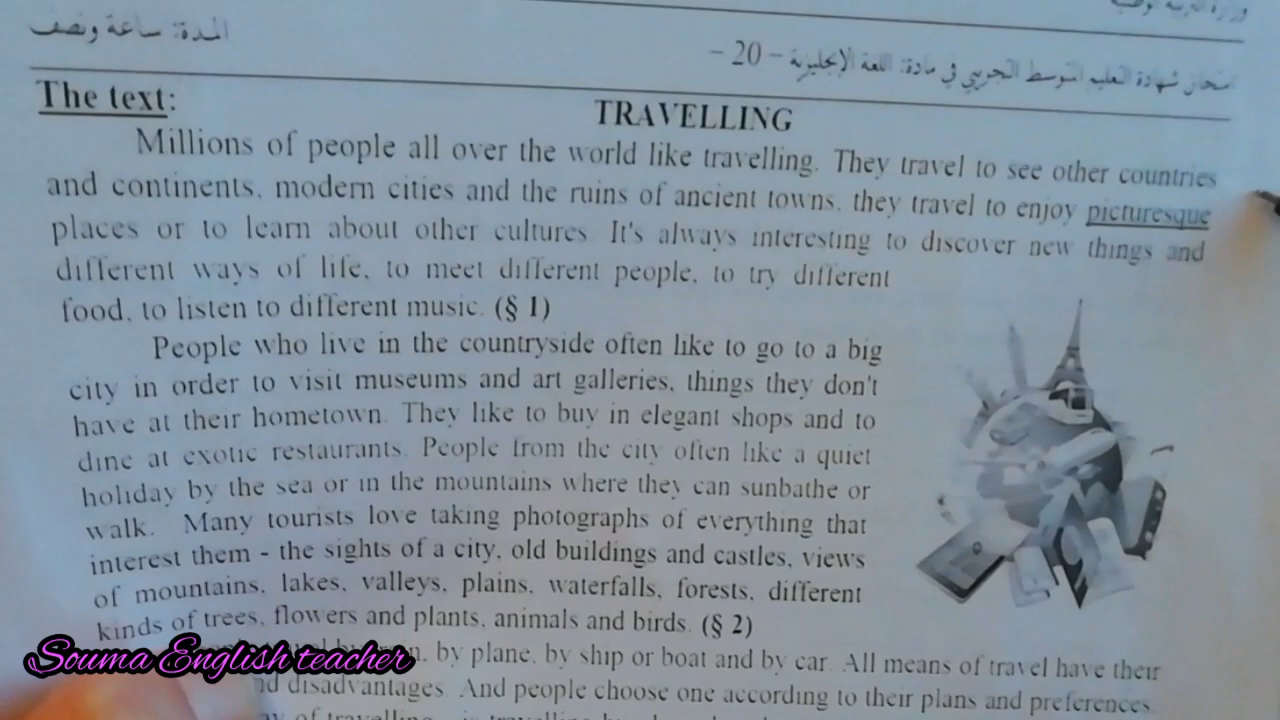 المدة: ساعة ونصف
امتحان شهادة التعليم المتوسط التجريبي في مادة: اللغة الإنجليزية – 20 –
The text:
TRAVELLING
Millions of people all over the world like travelling. They travel to see other countries
and continents, modern cities and the ruins of ancient towns, they travel to enjoy picturesque
places or to learn about other cultures. It's always interesting to discover new things and
different ways of life, to meet different people, to try different
food, to listen to different music. (§ 1)
People who live in the countryside often like to go to a big
city in order to visit museums and art galleries, things they don't
have at their hometown. They like to buy in elegant shops and to
dine at exotic restaurants. People from the city often like a quiet
holiday by the sea or in the mountains where they can sunbathe or
walk. Many tourists love taking photographs of everything that
interest them - the sights of a city, old buildings and castles, views
of mountains, lakes, valleys, plains, waterfalls, forests, different
kinds of trees, flowers and plants, animals and birds. (§ 2)
by plane, by ship or boat and by car. All means of travel have their
disadvantages. And people choose one according to their plans and preferences.
of travelling
Souma English teacher